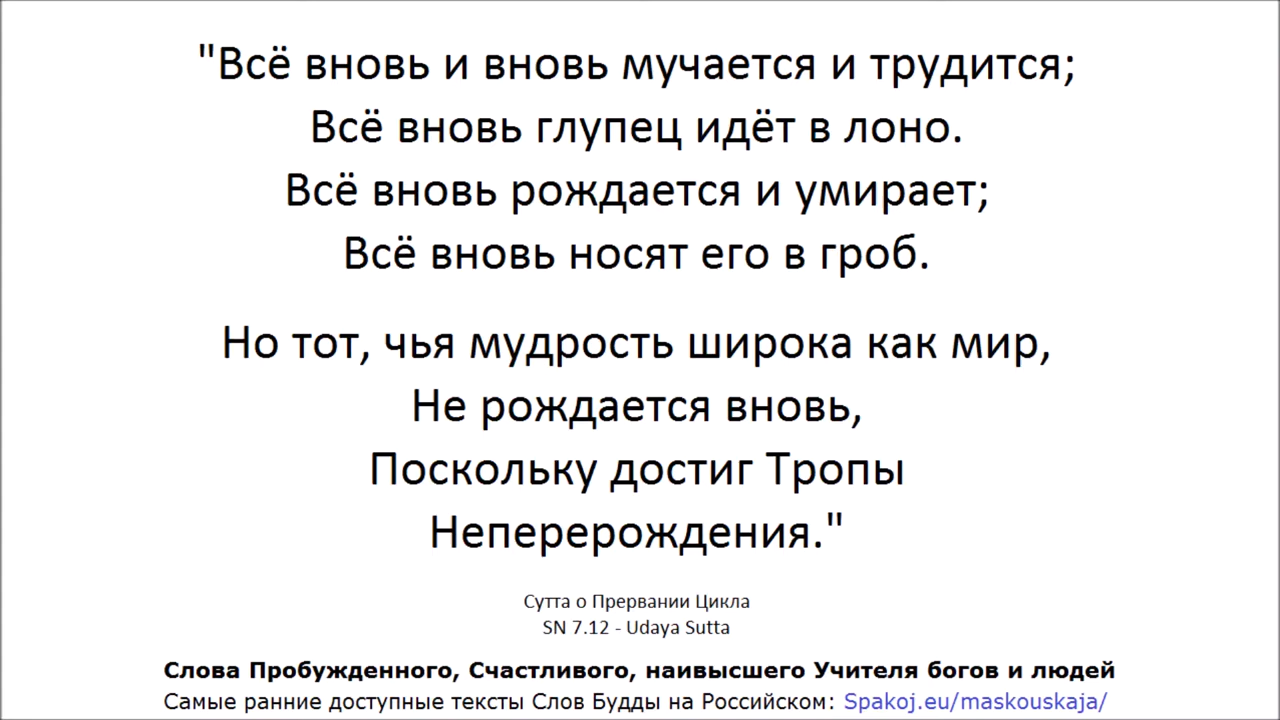 "Всё вновь и вновь мучается и трудится;
Всё вновь глупец идёт в лоно.
Всё вновь рождается и умирает;
Всё вновь носят его в гроб.
Но тот, чья мудрость широка как мир,
Не рождается вновь,
Поскольку достиг Тропы
Неперерождения."
Сутта о Прервании Цикла
SN 7.12 - Udaya Sutta
Слова Пробужденного, Счастливого, наивысшего Учителя богов и людей
Самые ранние доступные тексты Слов Будды на Российском: Spakoj.eu/maskouskaja/